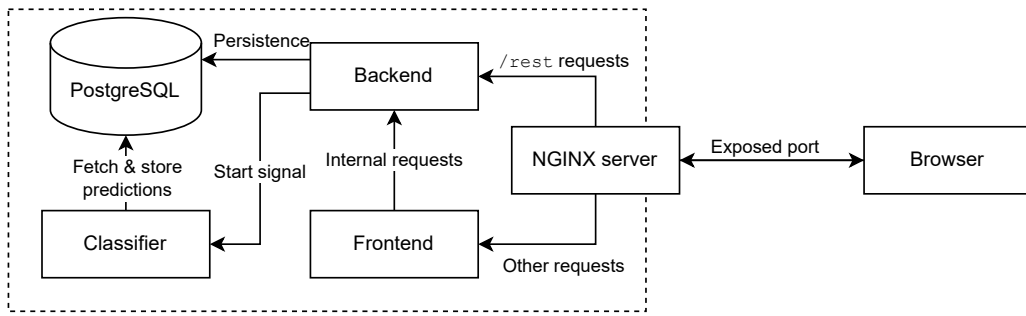 Persistence
PostgreSQL
Backend
/rest requests
Fetch & store
predictions
Start signal
Internal requests
NGINX server
Exposed port
Browser
Classifier
Frontend
Other requests